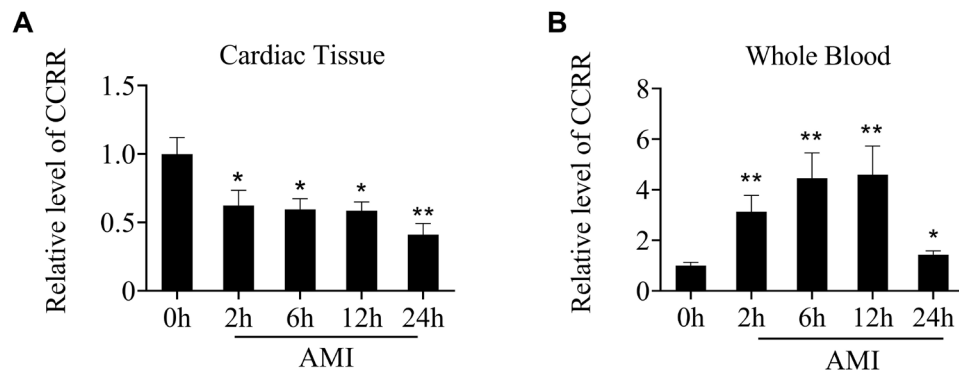 A
Cardiac Tissue
Relative level of CCRR
1.5
1.0
0.5
0
*
*
*
**
0h 2h 6h 12h 24h
AMI
B
Whole Blood
Relative level of CCRR
8
6
4
2
0
**
**
**
*
0h 2h 6h 12h 24h
AMI